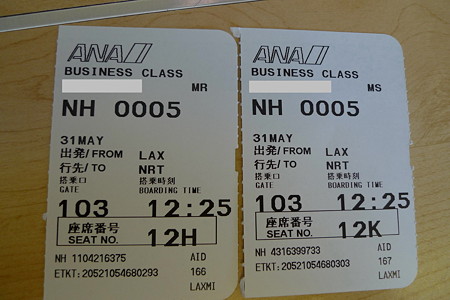 ANA
BUSINESS CLASS
MR
NH 0005
31MAY
出発/FROM LAX
行先/TO NRT
搭乗口 搭乗時刻
GATE BOARDING TIME
103 12:25
座席番号
SEAT NO. 12H
NH 1104216375 AID
ETKT:20521054680293 166
LAXMI
ANA
BUSINESS CLASS
MS
NH 0005
31MAY
出発/FROM LAX
行先/TO NRT
搭乗口 搭乗時刻
GATE BOARDING TIME
103 12:25
座席番号
SEAT NO. 12K
NH 4316399733 AID
ETKT:20521054680303 167
LAXMI